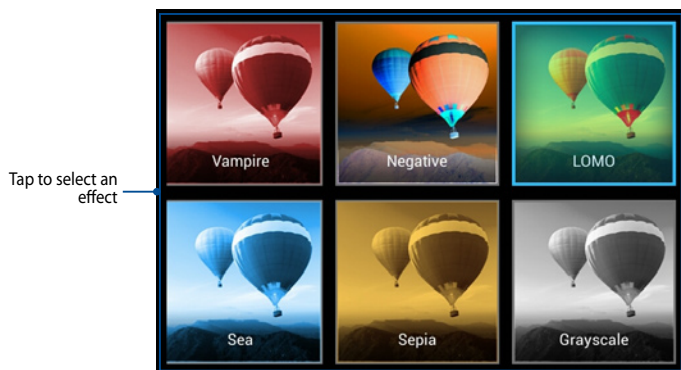 Vampire
Negative
LOMO
Tap to select an
effect
Sea
Sepia
Grayscale